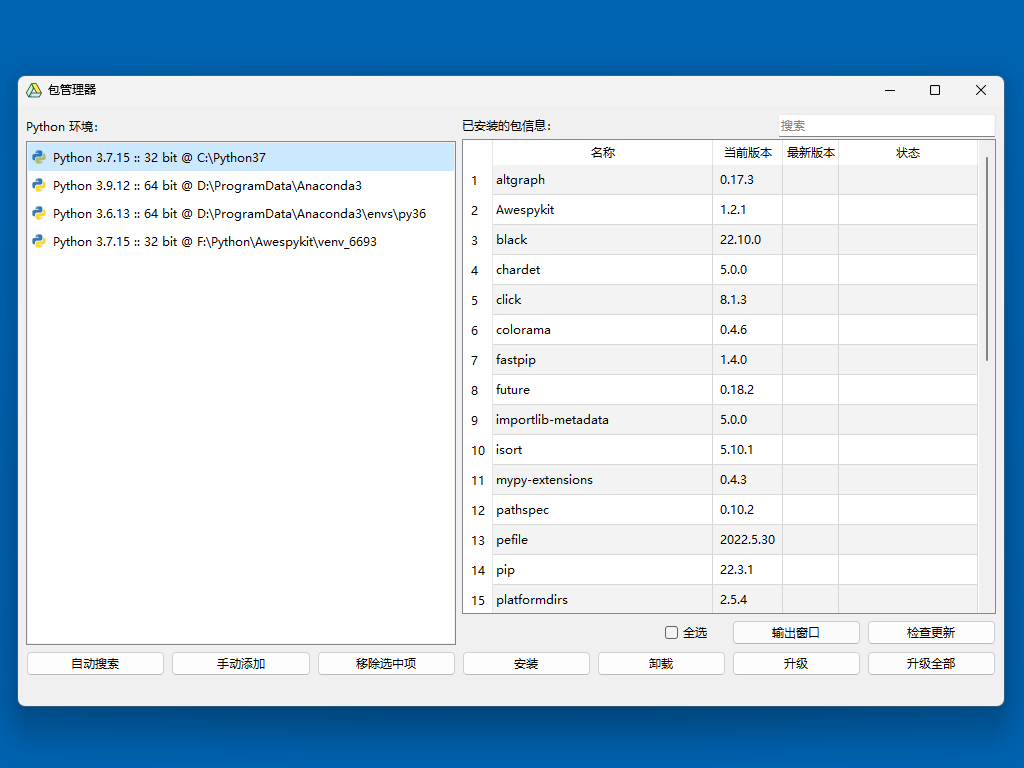 包管理器
Python 环境:
Python 3.7.15 :: 32 bit @ C:\Python37
Python 3.9.12 :: 64 bit @ D:\ProgramData\Anaconda3
Python 3.6.13 :: 64 bit @ D:\ProgramData\Anaconda3\envs\py36
Python 3.7.15 :: 32 bit @ F:\Python\Awespykit\venv_6693
已安装的包信息:
搜索
名称 当前版本 最新版本 状态
1 altgraph 0.17.3
2 Awespykit 1.2.1
3 black 22.10.0
4 chardet 5.0.0
5 click 8.1.3
6 colorama 0.4.6
7 fastpip 1.4.0
8 future 0.18.2
9 importlib-metadata 5.0.0
10 isort 5.10.1
11 mypy-extensions 0.4.3
12 pathspec 0.10.2
13 pefile 2022.5.30
14 pip 22.3.1
15 platformdirs 2.5.4
全选 输出窗口 检查更新
自动搜索 手动添加 移除选中项 安装 卸载 升级 升级全部